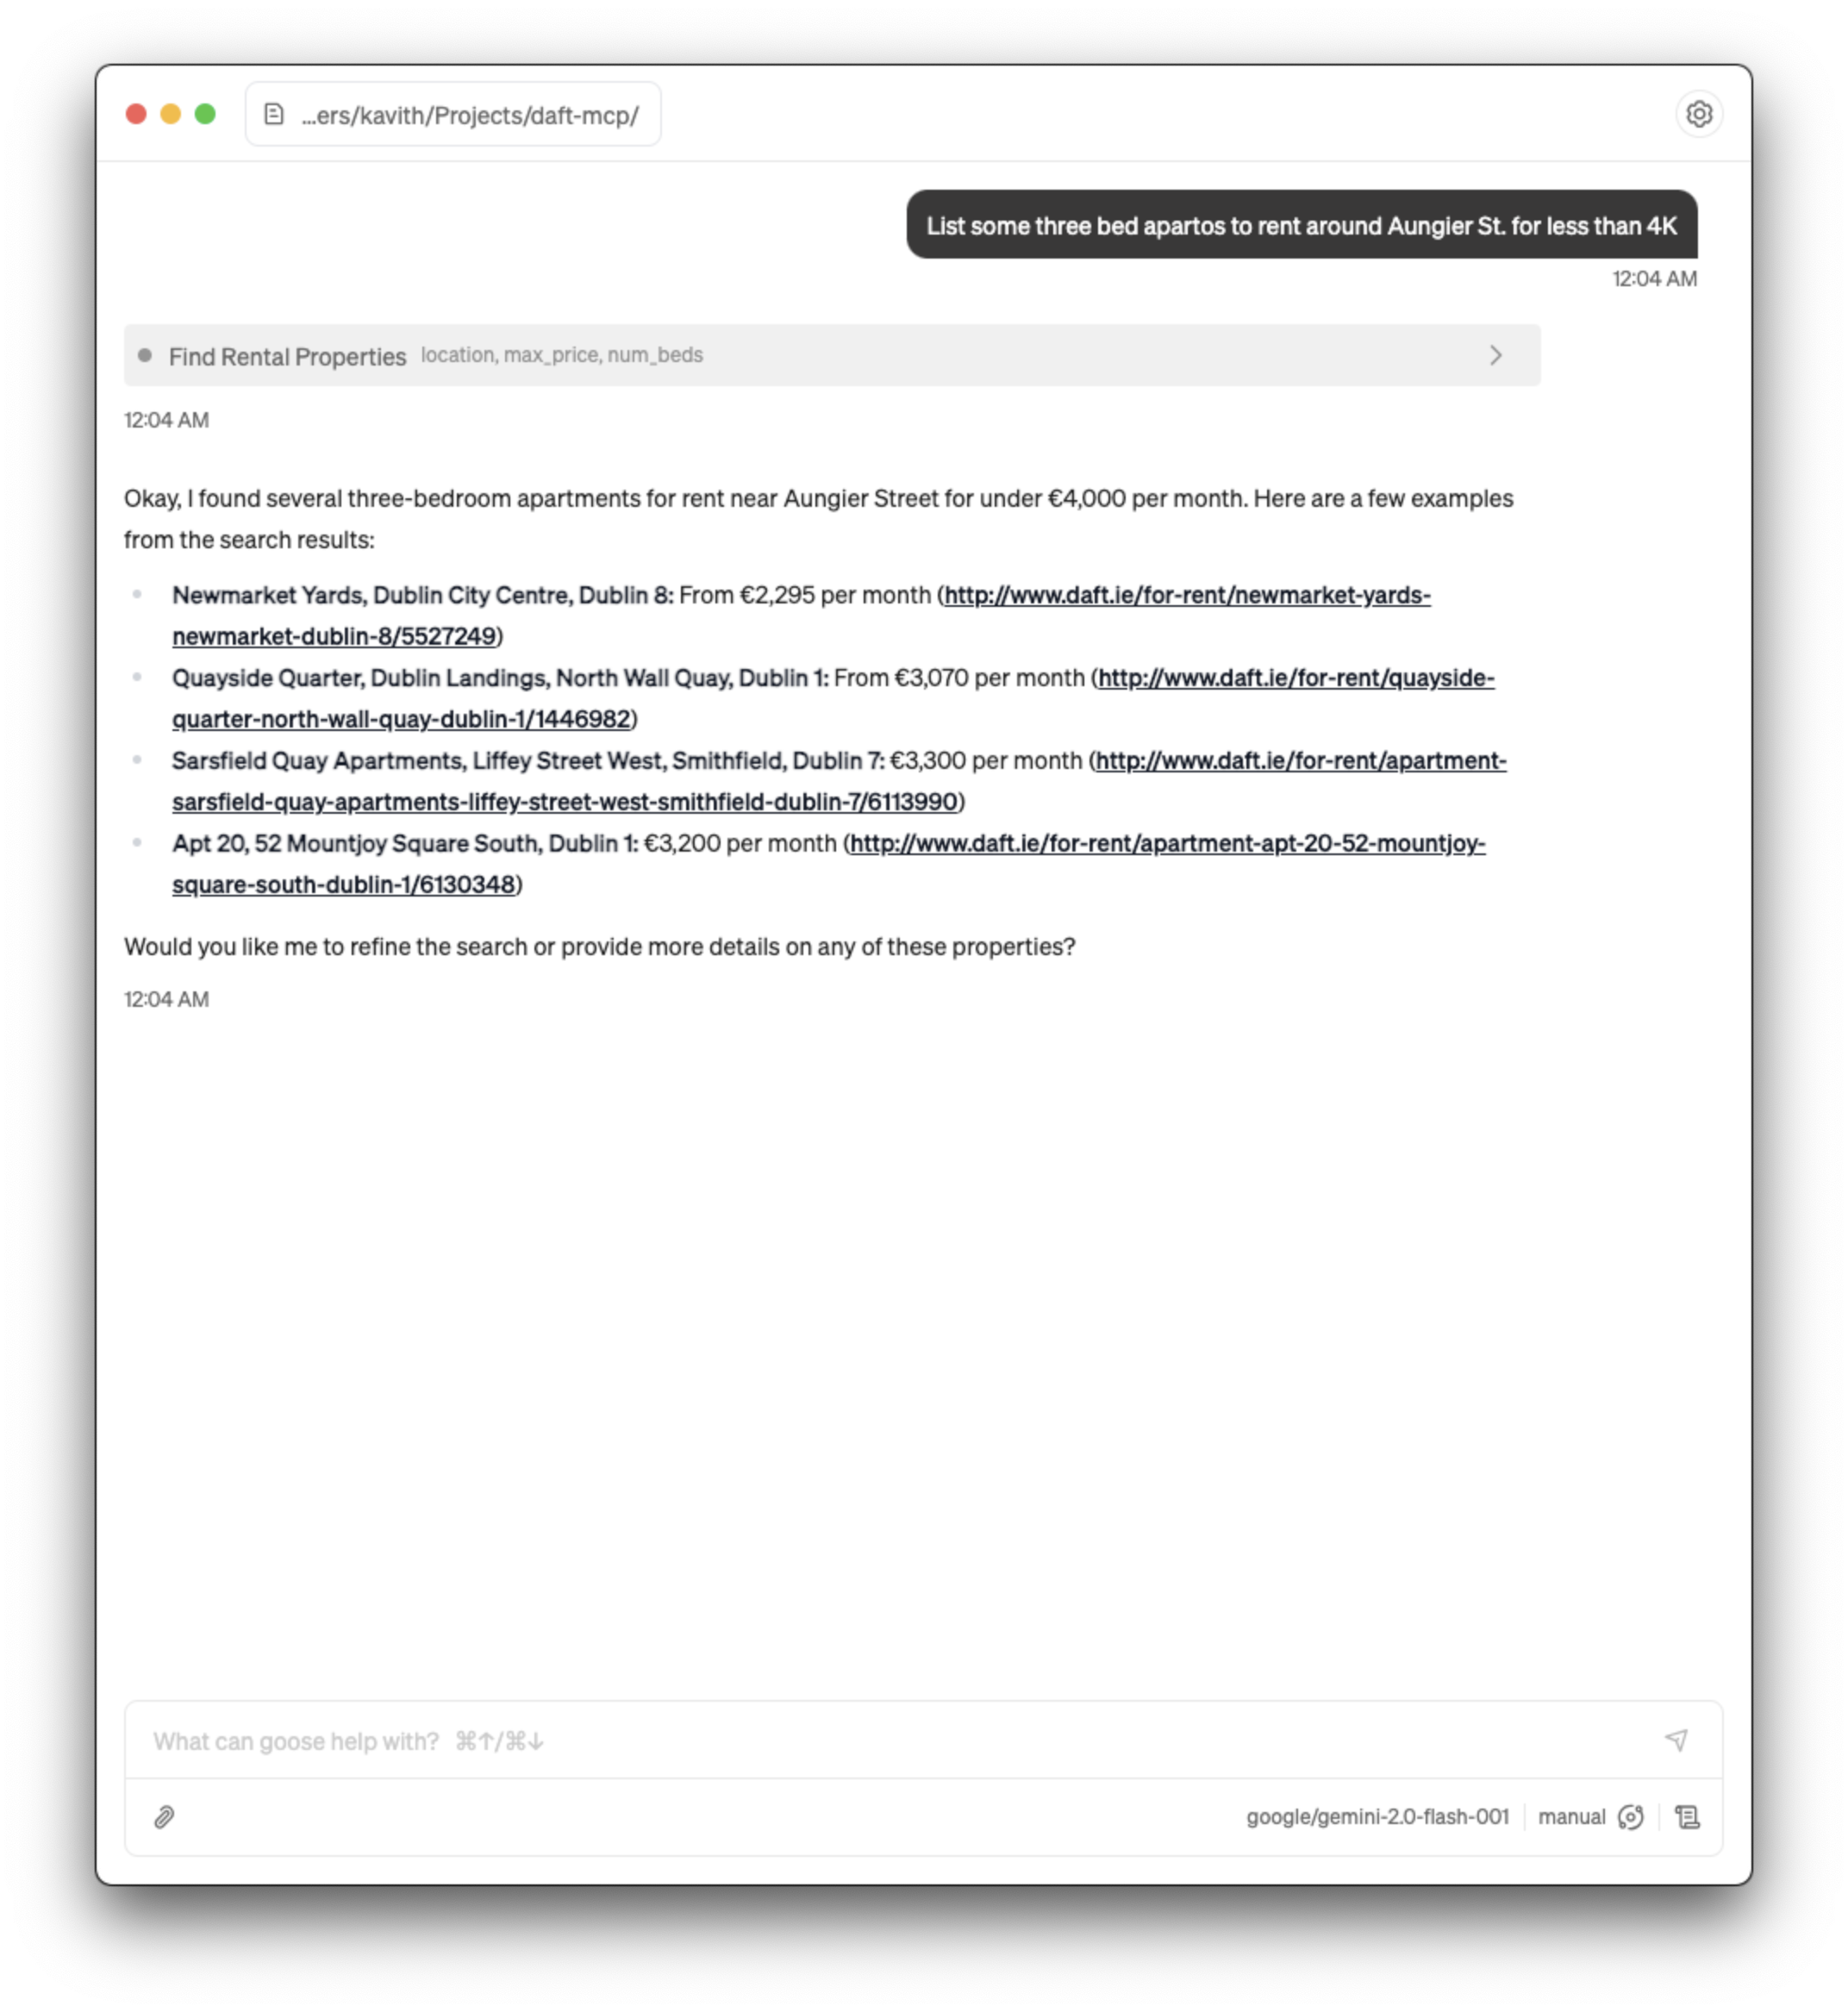 ...ers/kavith/Projects/daft-mcp/
List some three bed apartos to rent around Aungier St. for less than 4K
12:04 AM
Find Rental Properties location, max_price, num_beds
12:04 AM
Okay, I found several three-bedroom apartments for rent near Aungier Street for under €4,000 per month. Here are a few examples
from the search results:
Newmarket Yards, Dublin City Centre, Dublin 8: From €2,295 per month (http://www.daft.ie/for-rent/newmarket-yards-
newmarket-dublin-8/5527249)
Quayside Quarter, Dublin Landings, North Wall Quay, Dublin 1: From €3,070 per month (http://www.daft.ie/for-rent/quayside-
quarter-north-wall-quay-dublin-1/1446982)
Sarsfield Quay Apartments, Liffey Street West, Smithfield, Dublin 7: €3,300 per month (http://www.daft.ie/for-rent/apartment-
sarsfield-quay-apartments-liffey-street-west-smithfield-dublin-7/6113990)
Apt 20, 52 Mountjoy Square South, Dublin 1: €3,200 per month (http://www.daft.ie/for-rent/apartment-apt-20-52-mountjoy-
square-south-dublin-1/6130348)
Would you like me to refine the search or provide more details on any of these properties?
12:04 AM
What can goose help with? ⌘↑/⌘↓
google/gemini-2.0-flash-001 manual